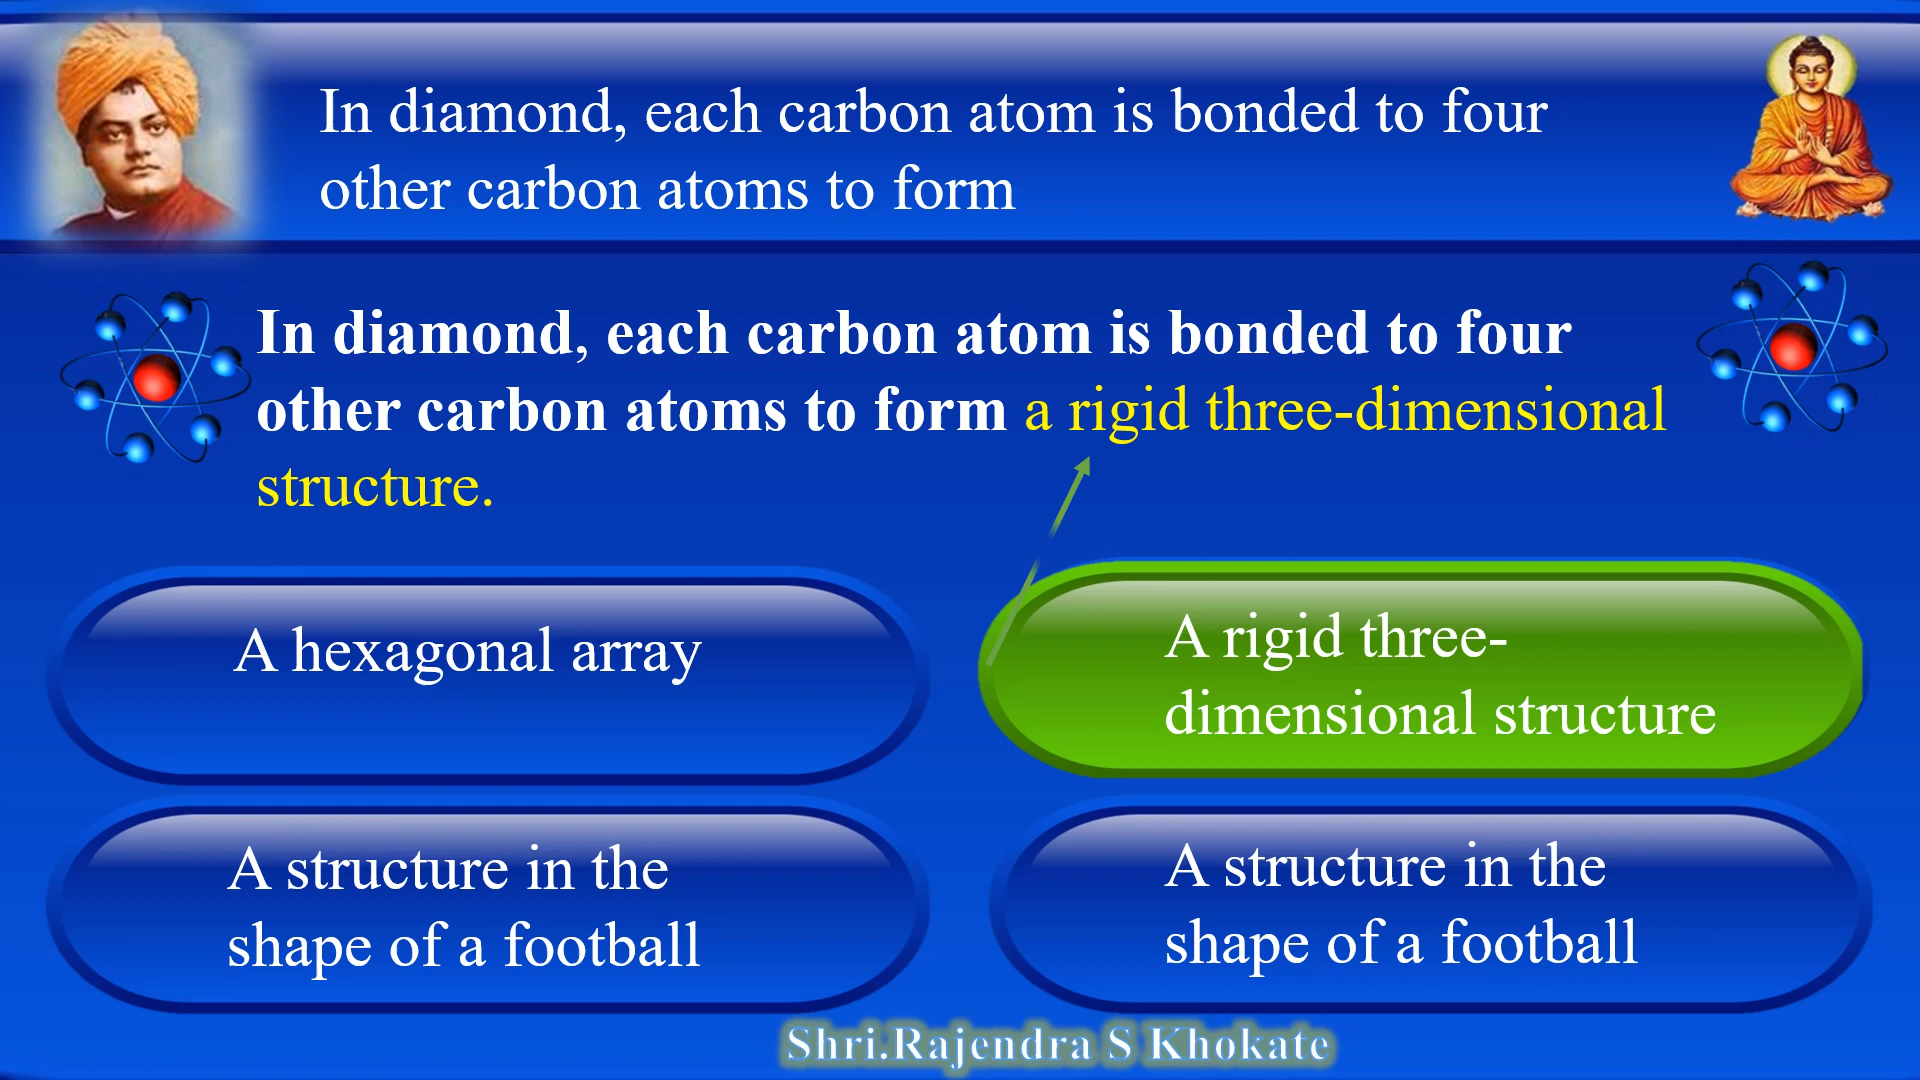 In diamond, each carbon atom is bonded to four
other carbon atoms to form
In diamond, each carbon atom is bonded to four
other carbon atoms to form a rigid three-dimensional
structure.
A hexagonal array
A rigid three-
dimensional structure
A structure in the
shape of a football
A structure in the
shape of a football
Shri.Rajendra S Khokate